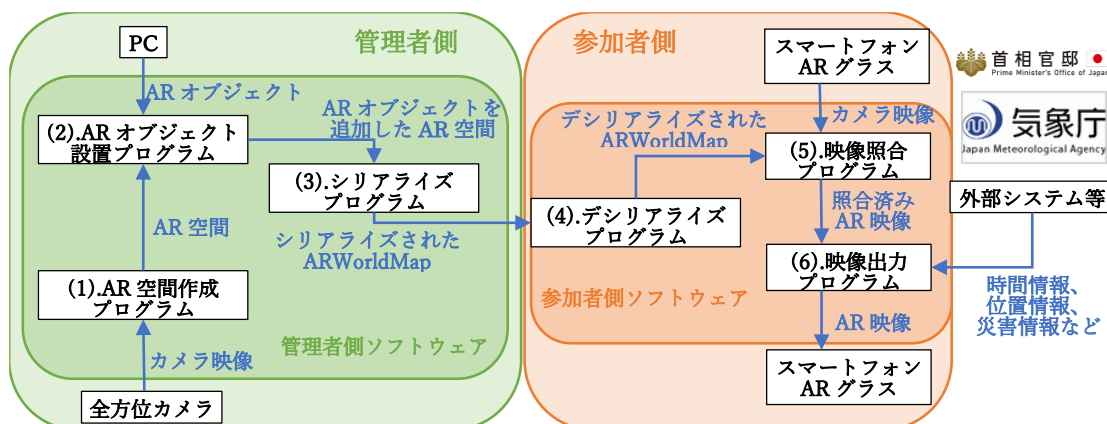 管理者側
PC
AR オブジェクト
(2).AR オブジェクト
設置プログラム
AR オブジェクトを
追加した AR 空間
(3).シリアライズ
プログラム
AR 空間
シリアライズされた
ARWorldMap
(1).AR 空間作成
プログラム
管理者側ソフトウェア
カメラ映像
全方位カメラ
参加者側
スマートフォン
AR グラス
カメラ映像
デシリアライズされた
ARWorldMap
(5).映像照合
プログラム
(4).デシリアライズ
プログラム
照合済み
AR 映像
(6).映像出力
プログラム
参加者側ソフトウェア
AR 映像
スマートフォン
AR グラス
首相官邸
Prime Minister's Office of Japan
気象庁
Japan Meteorological Agency
外部システム等
時間情報、
位置情報、
災害情報など